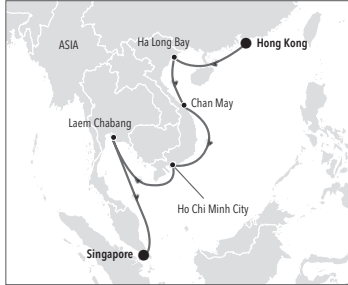 Ha Long Bay
Hong Kong
ASIA
Chan May
Laem Chabang
Ho Chi Minh City
Singapore